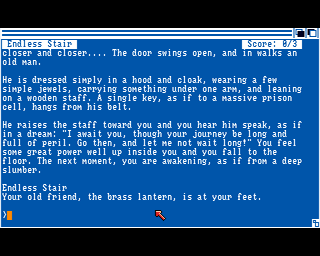 Endless Stair Score: 0/3
closer and closer.... The door swings open, and in walks an
old man.
He is dressed simply in a hood and cloak, wearing a few
simple jewels, carrying something under one arm, and leaning
on a wooden staff. A single key, as if to a massive prison
cell, hangs from his belt.
He raises the staff toward you and you hear him speak, as if
in a dream: "I await you, though your journey be long and
full of peril. Go then, and let me not wait long!" You feel
some great power well up inside you and you fall to the
floor. The next moment, you are awakening, as if from a deep
slumber.
Endless Stair
Your old friend, the brass lantern, is at your feet.
>